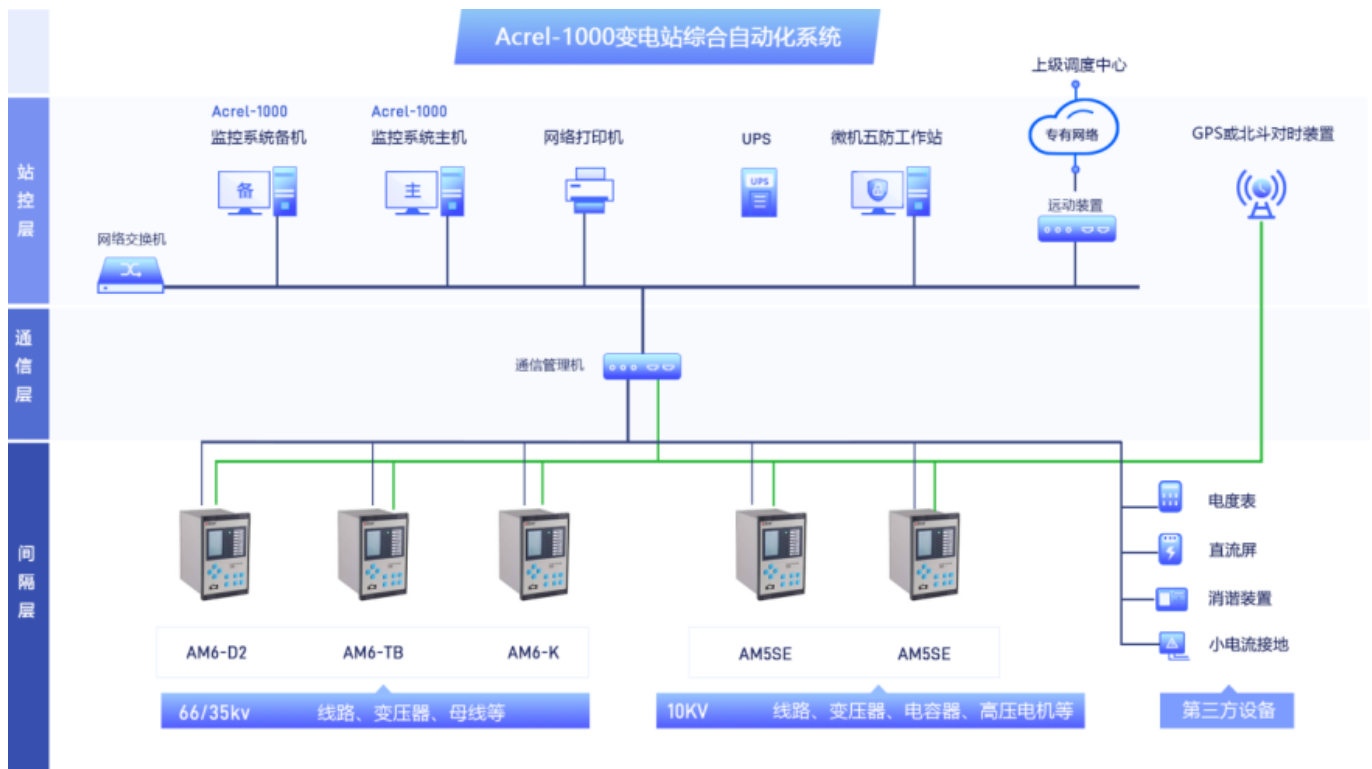 Acrel-1000变电站综合自动化系统
上级调度中心
Acrel-1000
监控系统备机
Acrel-1000
监控系统主机
网络打印机
UPS
微机五防工作站
专有网络
GPS或北斗对时装置
站控层
备
主
UPS
远动装置
网络交换机
通信层
通信管理机
间隔层
电度表
直流屏
消谐装置
小电流接地
AM6-D2
AM6-TB
AM6-K
AM5SE
AM5SE
66/35kv 线路、变压器、母线等
10KV 线路、变压器、电容器、高压电机等
第三方设备